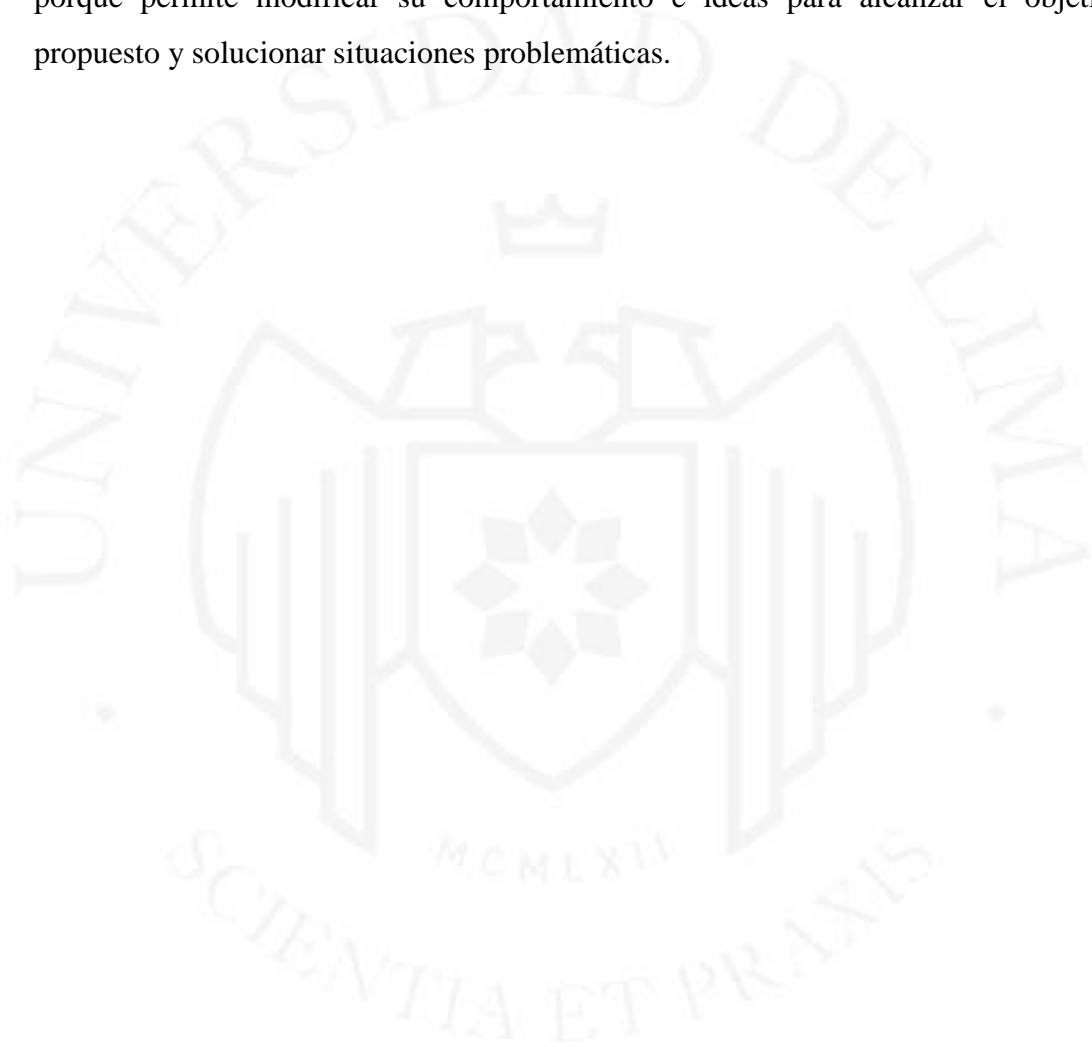 porque permite modificar su comportamiento e ideas para alcanzar el
propuesto y solucionar situaciones problemáticas.
UNIVERSIDAD DE LIMA
MCMLXII
SCIENTIA ET PRAXIS